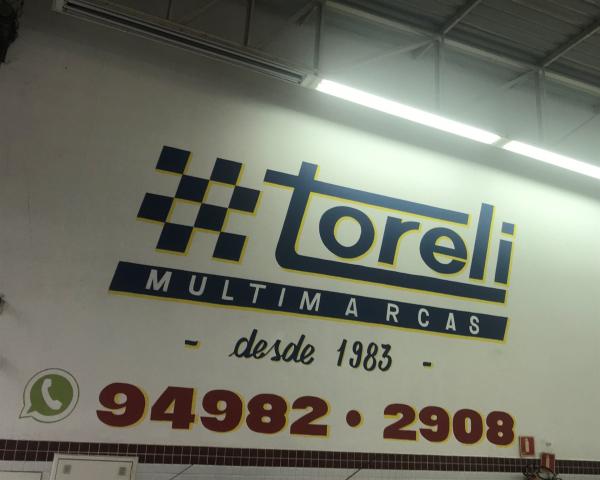 toreli
MULTIMARCAS
- desde 1983 -
94982 • 2908